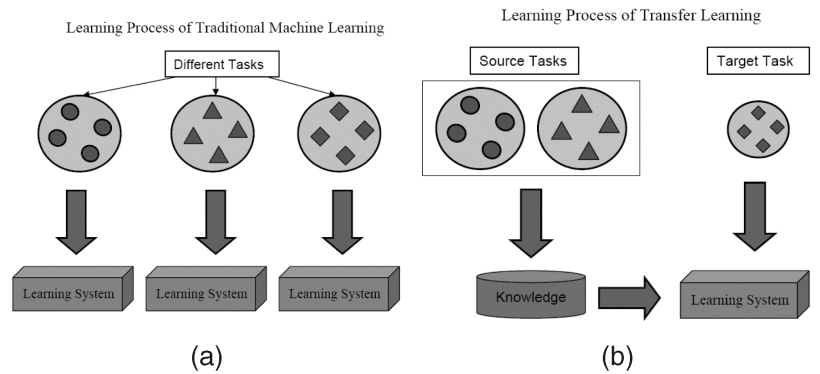 Learning Process of Traditional Machine Learning
Different Tasks
Learning System
Learning System
Learning System
(a)
Learning Process of Transfer Learning
Source Tasks
Target Task
Knowledge
Learning System
(b)